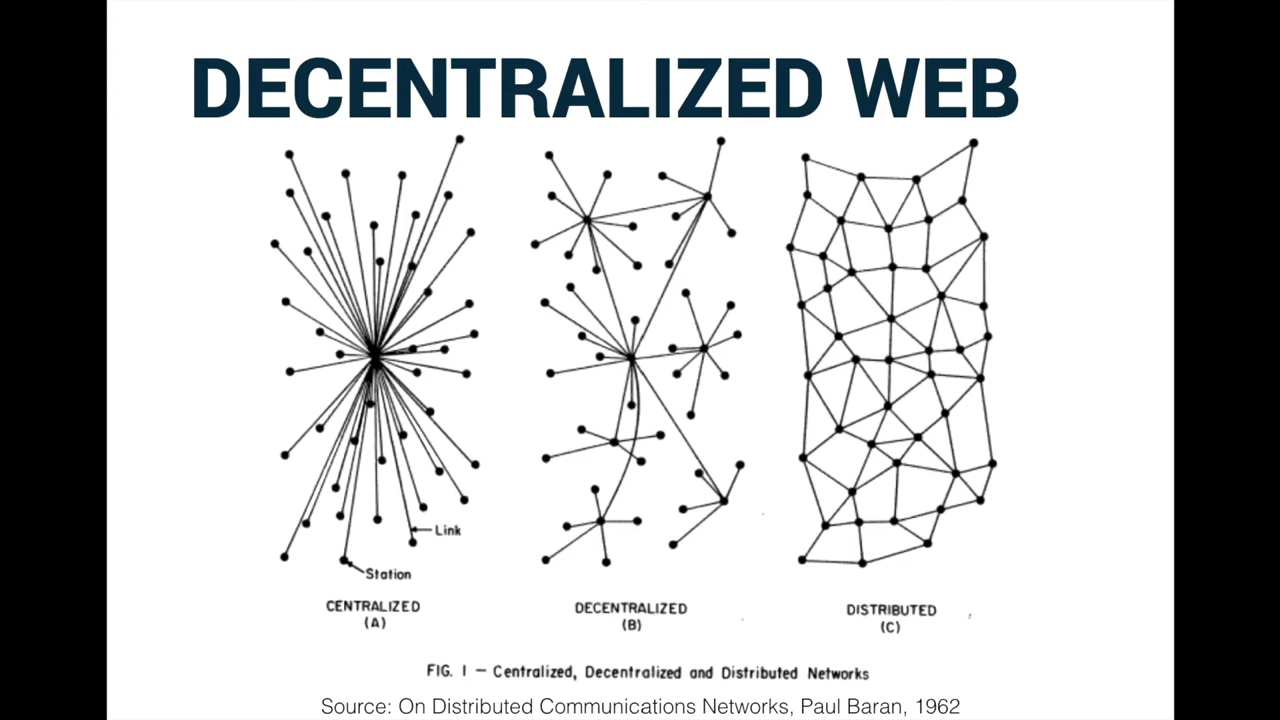 DECENTRALIZED WEB
Link
Station
CENTRALIZED
(A)
DECENTRALIZED
(B)
DISTRIBUTED
(C)
FIG. I — Centralized, Decentralized and Distributed Networks
Source: On Distributed Communications Networks, Paul Baran, 1962